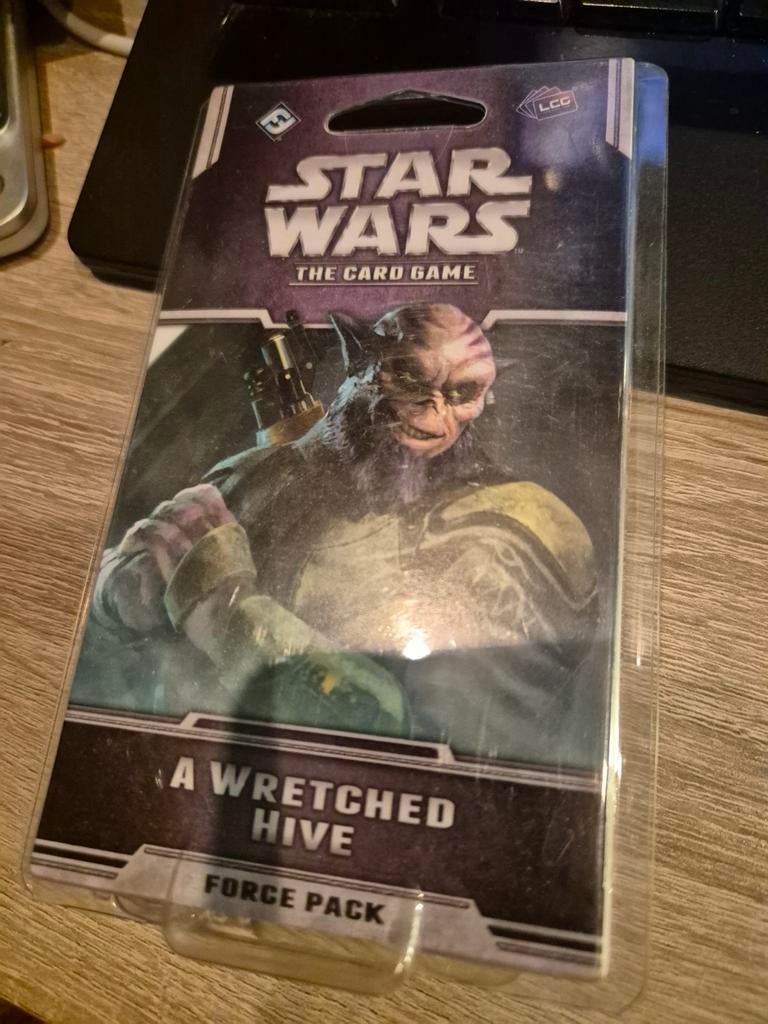 LCG
STAR
WARS
THE CARD GAME
A WRETCHED
HIVE
FORCE PACK